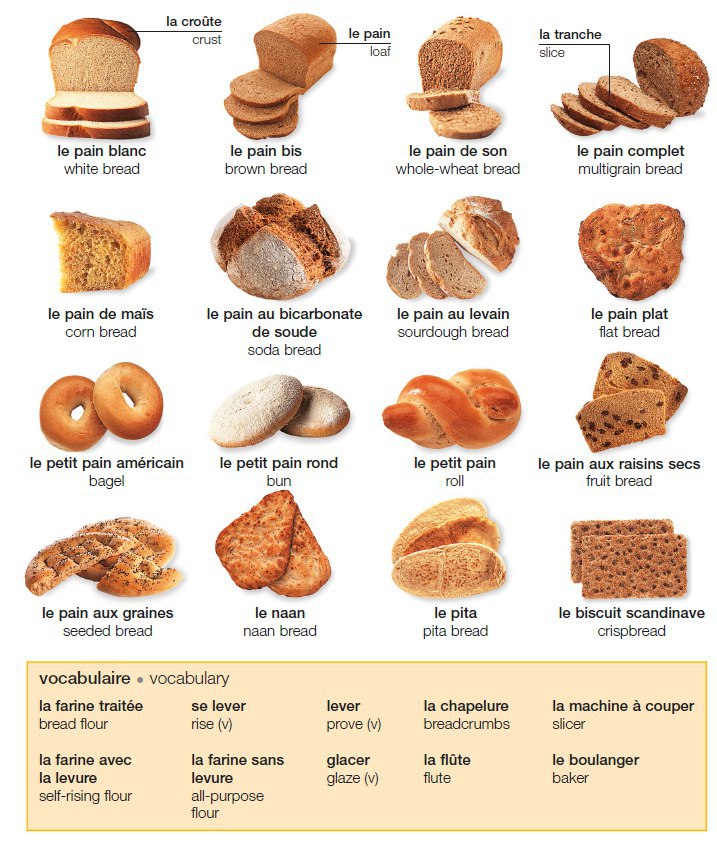 la croûte
crust
le pain
loaf
la tranche
slice
le pain blanc
white bread
le pain bis
brown bread
le pain de son
whole-wheat bread
le pain complet
multigrain bread
le pain de maïs
corn bread
le pain au bicarbonate
de soude
soda bread
le pain au levain
sourdough bread
le pain plat
flat bread
le petit pain américain
bagel
le petit pain rond
bun
le petit pain
roll
le pain aux raisins secs
fruit bread
le pain aux graines
seeded bread
le naan
naan bread
le pita
pita bread
le biscuit scandinave
crispbread
vocabulaire • vocabulary
la farine traitée
bread flour
se lever
rise (v)
lever
prove (v)
la chapelure
breadcrumbs
la machine à couper
slicer
la farine avec
la levure
self-rising flour
la farine sans
levure
all-purpose
flour
glacer
glaze (v)
la flûte
flute
le boulanger
baker